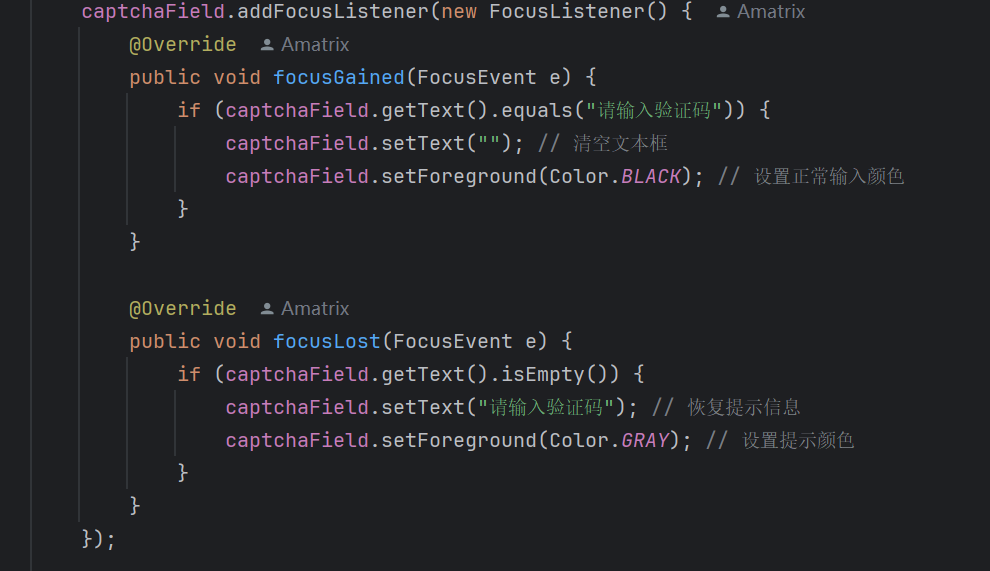 captchaField.addFocusListener(new FocusListener() { Amatrix
@Override Amatrix
public void focusGained(FocusEvent e) {
if (captchaField.getText().equals("请输入验证码")) {
captchaField.setText(""); // 清空文本框
captchaField.setForeground(Color.BLACK); // 设置正常输入颜色
}
}
@Override Amatrix
public void focusLost(FocusEvent e) {
if (captchaField.getText().isEmpty()) {
captchaField.setText("请输入验证码"); // 恢复提示信息
captchaField.setForeground(Color.GRAY); // 设置提示颜色
}
}
});